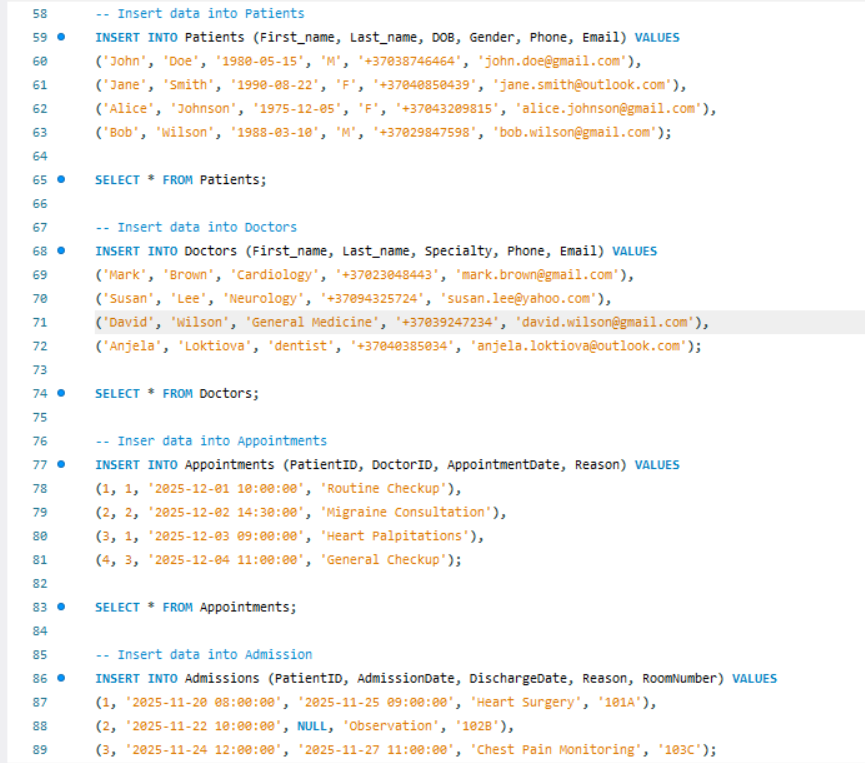 58 -- Insert data into Patients
59 INSERT INTO Patients (First_name, Last_name, DOB, Gender, Phone, Email) VALUES
60 ('John', 'Doe', '1980-05-15', 'M', '+37038746464', 'john.doe@gmail.com'),
61 ('Jane', 'Smith', '1990-08-22', 'F', '+37040850439', 'jane.smith@outlook.com'),
62 ('Alice', 'Johnson', '1975-12-05', 'F', '+37043209815', 'alice.johnson@gmail.com'),
63 ('Bob', 'Wilson', '1988-03-10', 'M', '+37029847598', 'bob.wilson@gmail.com');
64
65 SELECT * FROM Patients;
66
67 -- Insert data into Doctors
68 INSERT INTO Doctors (First_name, Last_name, Specialty, Phone, Email) VALUES
69 ('Mark', 'Brown', 'Cardiology', '+37023048443', 'mark.brown@gmail.com'),
70 ('Susan', 'Lee', 'Neurology', '+37094325724', 'susan.lee@yahoo.com'),
71 ('David', 'Wilson', 'General Medicine', '+37039247234', 'david.wilson@gmail.com'),
72 ('Anjela', 'Loktiova', 'dentist', '+37040385034', 'anjela.loktiova@outlook.com');
73
74 SELECT * FROM Doctors;
75
76 -- Inser data into Appointments
77 INSERT INTO Appointments (PatientID, DoctorID, AppointmentDate, Reason) VALUES
78 (1, 1, '2025-12-01 10:00:00', 'Routine Checkup'),
79 (2, 2, '2025-12-02 14:30:00', 'Migraine Consultation'),
80 (3, 1, '2025-12-03 09:00:00', 'Heart Palpitations'),
81 (4, 3, '2025-12-04 11:00:00', 'General Checkup');
82
83 SELECT * FROM Appointments;
84
85 -- Insert data into Admission
86 INSERT INTO Admissions (PatientID, AdmissionDate, DischargeDate, Reason, RoomNumber) VALUES
87 (1, '2025-11-20 08:00:00', '2025-11-25 09:00:00', 'Heart Surgery', '101A'),
88 (2, '2025-11-22 10:00:00', NULL, 'Observation', '102B'),
89 (3, '2025-11-24 12:00:00', '2025-11-27 11:00:00', 'Chest Pain Monitoring', '103C');